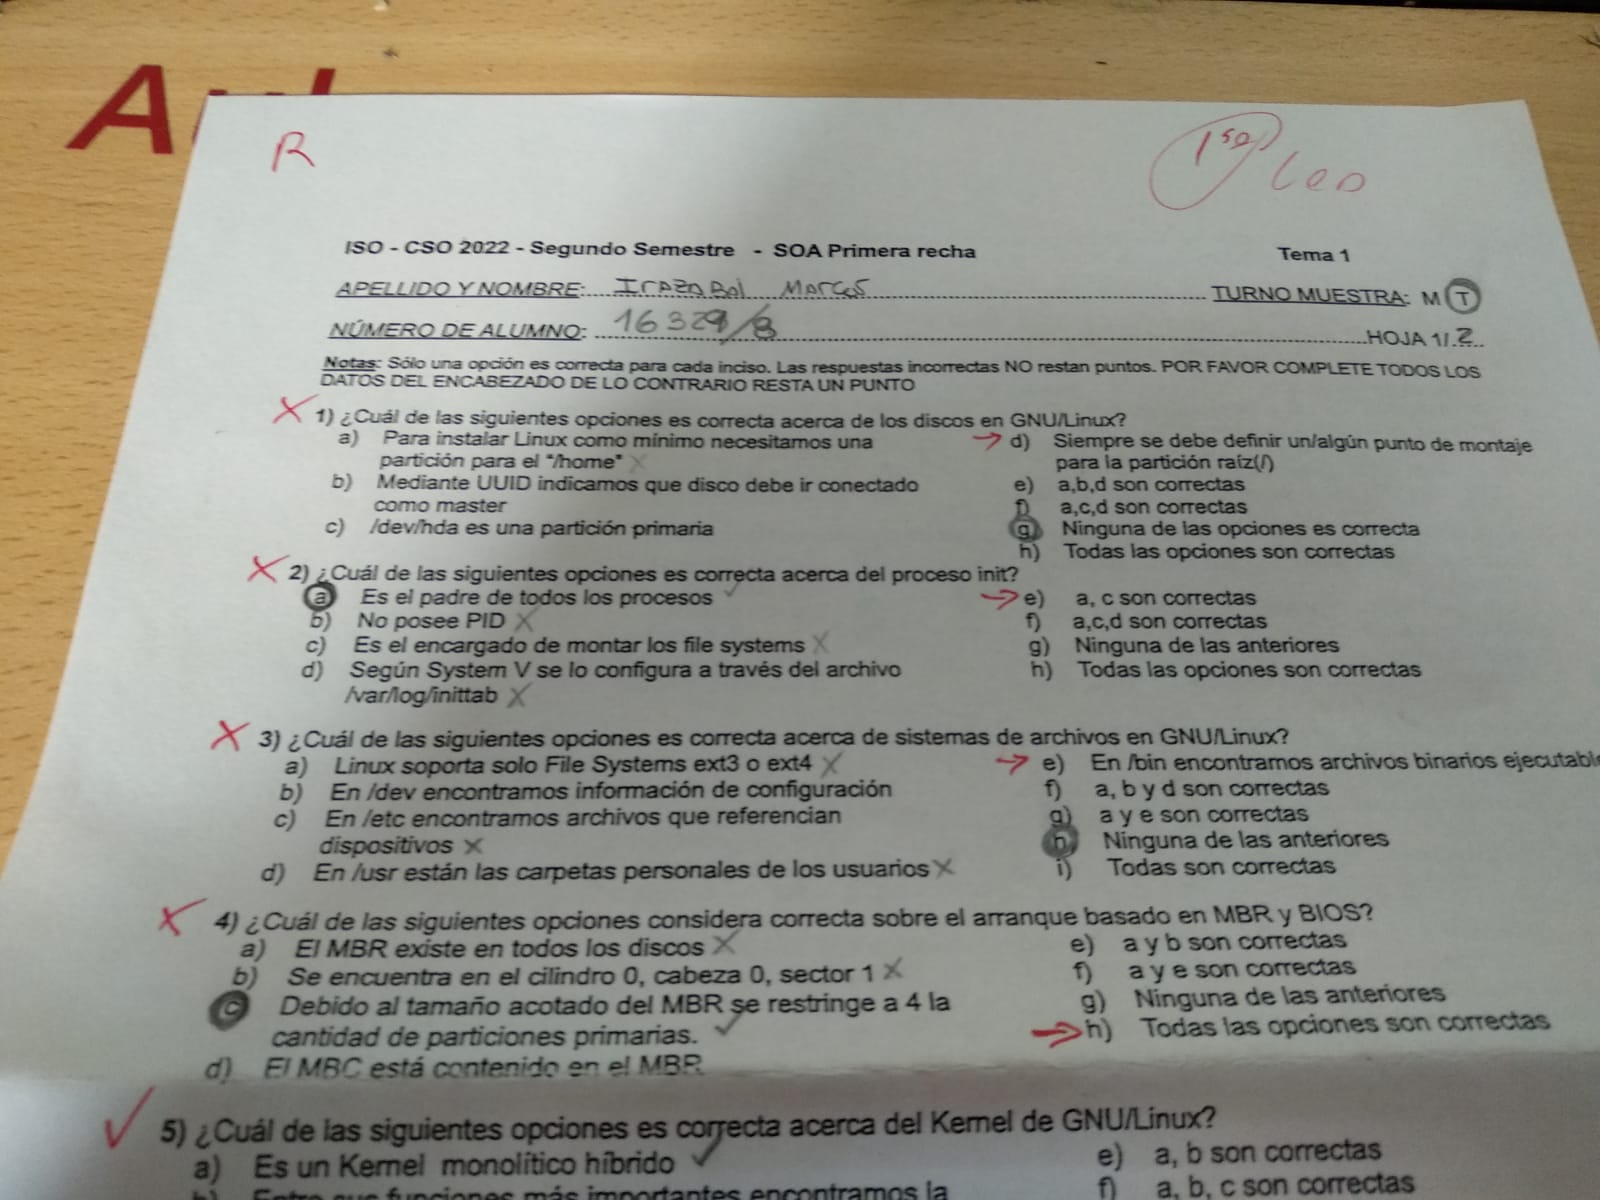 R
1so
Leo
ISO - CSO 2022 - Segundo Semestre - SOA Primera recha
Tema 1
APELLIDO Y NOMBRE: Irazabal Marcos TURNO MUESTRA: M T
NÚMERO DE ALUMNO: 16329/8 HOJA 1/.2..
Notas: Sólo una opción es correcta para cada inciso. Las respuestas incorrectas NO restan puntos. POR FAVOR COMPLETE TODOS LOS
DATOS DEL ENCABEZADO DE LO CONTRARIO RESTA UN PUNTO
1) ¿Cuál de las siguientes opciones es correcta acerca de los discos en GNU/Linux?
a) Para instalar Linux como mínimo necesitamos una
partición para el "/home"
b) Mediante UUID indicamos que disco debe ir conectado
como master
c) /dev/hda es una partición primaria
d) Siempre se debe definir un/algún punto de montaje
para la partición raíz(/)
e) a,b,d son correctas
f) a,c,d son correctas
g) Ninguna de las opciones es correcta
h) Todas las opciones son correctas
2) ¿Cuál de las siguientes opciones es correcta acerca del proceso init?
a) Es el padre de todos los procesos
b) No posee PID
c) Es el encargado de montar los file systems
d) Según System V se lo configura a través del archivo
/var/log/inittab
e) a, c son correctas
f) a,c,d son correctas
g) Ninguna de las anteriores
h) Todas las opciones son correctas
3) ¿Cuál de las siguientes opciones es correcta acerca de sistemas de archivos en GNU/Linux?
a) Linux soporta solo File Systems ext3 o ext4
b) En /dev encontramos información de configuración
c) En /etc encontramos archivos que referencian
dispositivos
d) En /usr están las carpetas personales de los usuarios
e) En /bin encontramos archivos binarios ejecutabl
f) a, b y d son correctas
g) a y e son correctas
h) Ninguna de las anteriores
i) Todas son correctas
4) ¿Cuál de las siguientes opciones considera correcta sobre el arranque basado en MBR y BIOS?
a) El MBR existe en todos los discos
b) Se encuentra en el cilindro 0, cabeza 0, sector 1
c) Debido al tamaño acotado del MBR se restringe a 4 la
cantidad de particiones primarias.
d) El MBC está contenido en el MBR
e) a y b son correctas
f) a y e son correctas
g) Ninguna de las anteriores
h) Todas las opciones son correctas
5) ¿Cuál de las siguientes opciones es correcta acerca del Kernel de GNU/Linux?
a) Es un Kernel monolítico híbrido
b) Entre sus funciones más importantes encontramos la
e) a, b son correctas
f) a, b, c son correctas